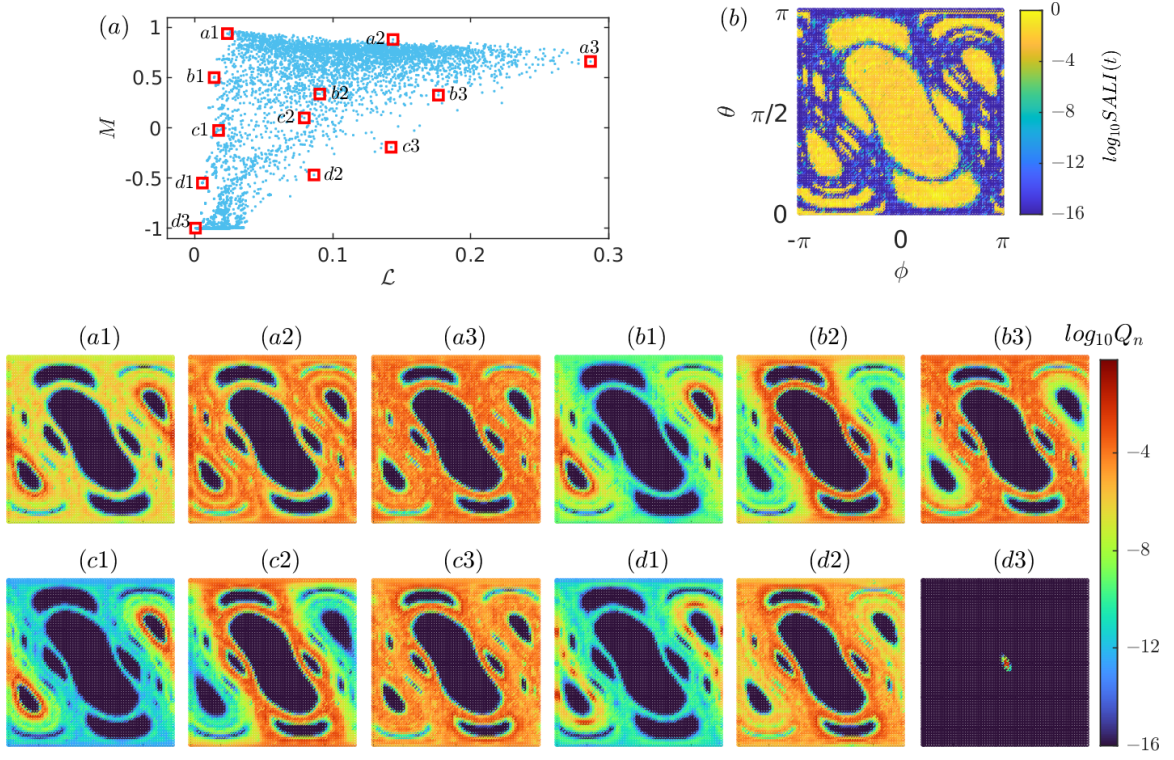 (a)
1
0.5
0
-0.5
-1
M
0
0.1
0.2
0.3
ℒ
a1
a2
a3
b1
b2
b3
c1
c2
c3
d1
d2
d3
(b)
π
π/2
0
θ
-π
0
π
ϕ
0
−4
−8
−12
−16
log₁₀SALI(t)
(a1) (a2) (a3) (b1) (b2) (b3) log₁₀Qₙ
(c1) (c2) (c3) (d1) (d2) (d3)
−4
−8
−12
−16